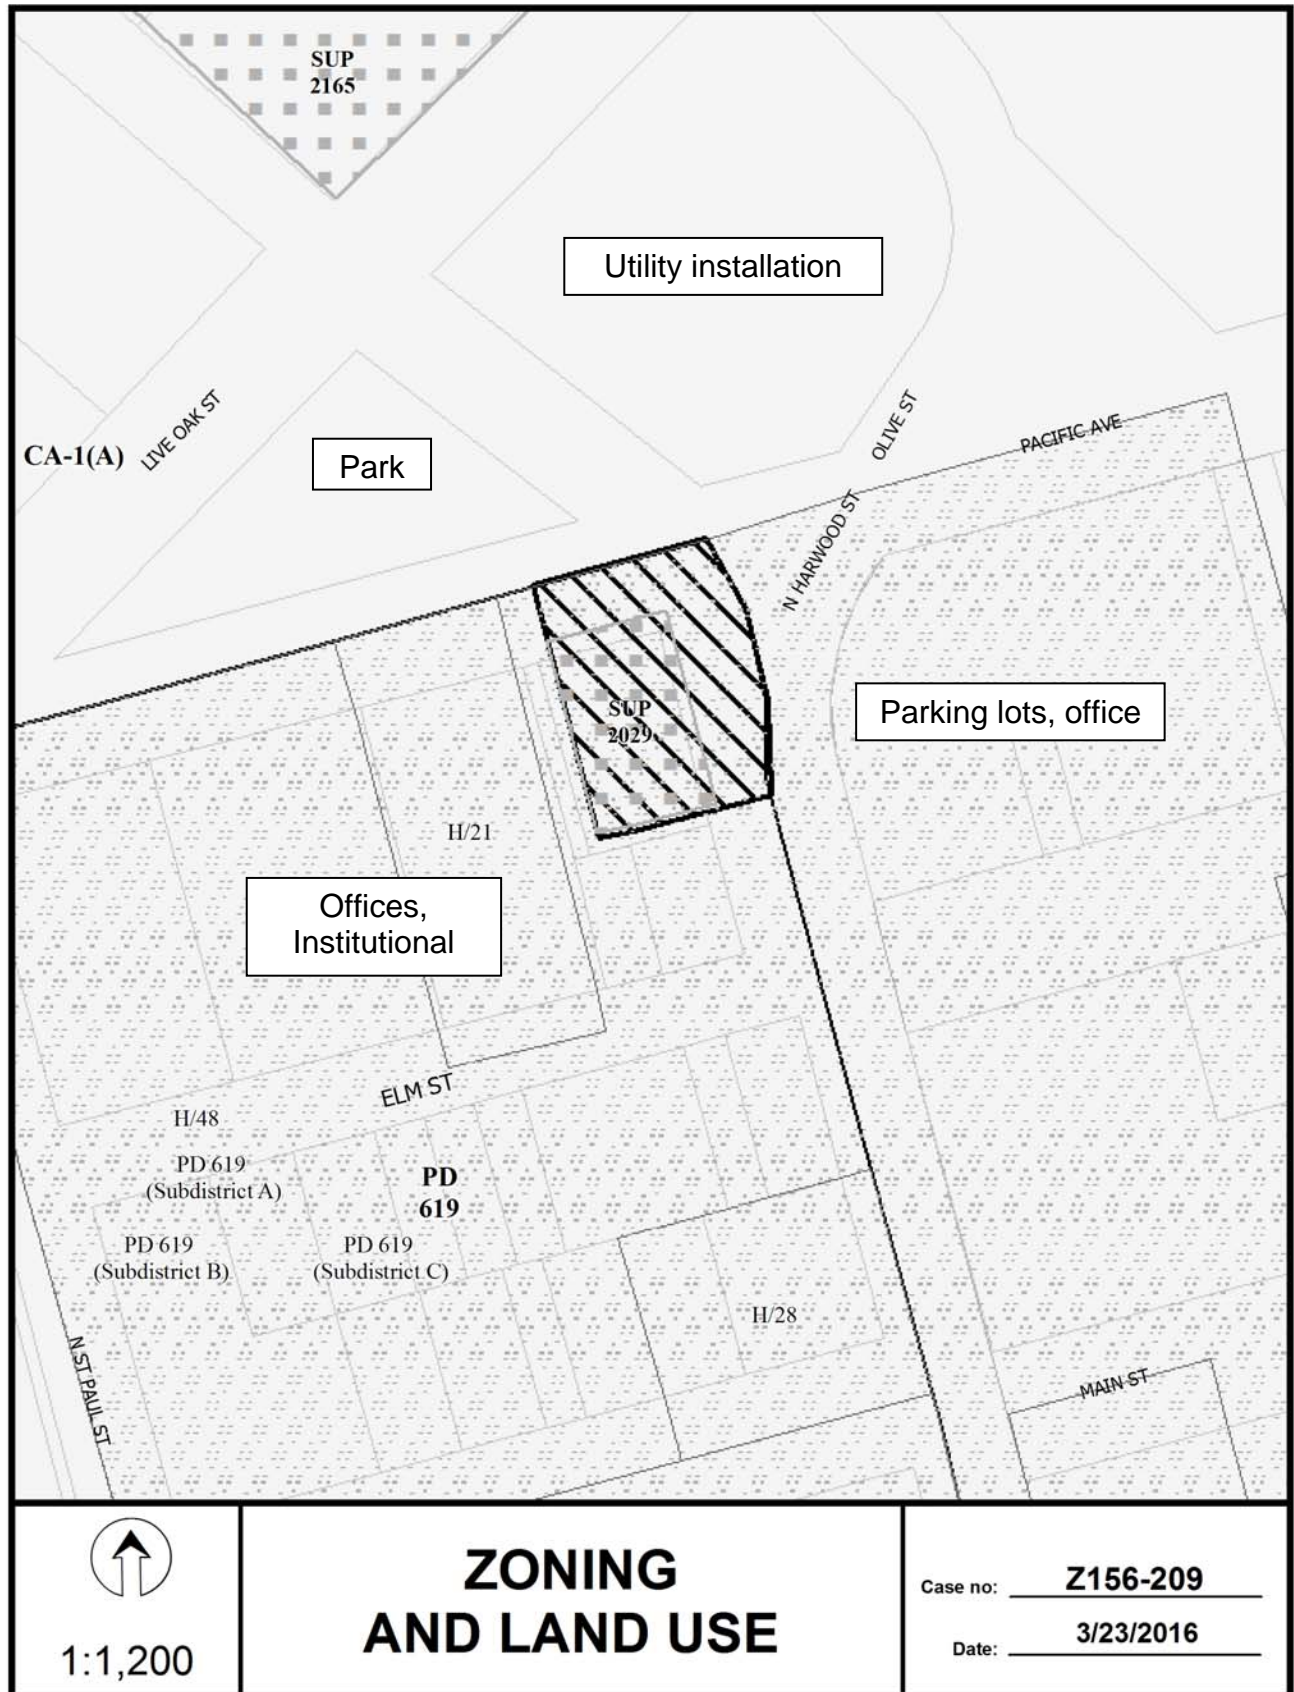 SUP
2165
Utility installation
LIVE OAK ST
CA-1(A)
Park
OLIVE ST
PACIFIC AVE
N HARWOOD ST
SUP
2029
Parking lots, office
H/21
Offices,
Institutional
ELM ST
H/48
PD 619
(Subdistrict A)
PD
619
PD 619
(Subdistrict B)
PD 619
(Subdistrict C)
H/28
N ST PAUL ST
MAIN ST
1:1,200
ZONING
AND LAND USE
Case no: Z156-209
Date: 3/23/2016